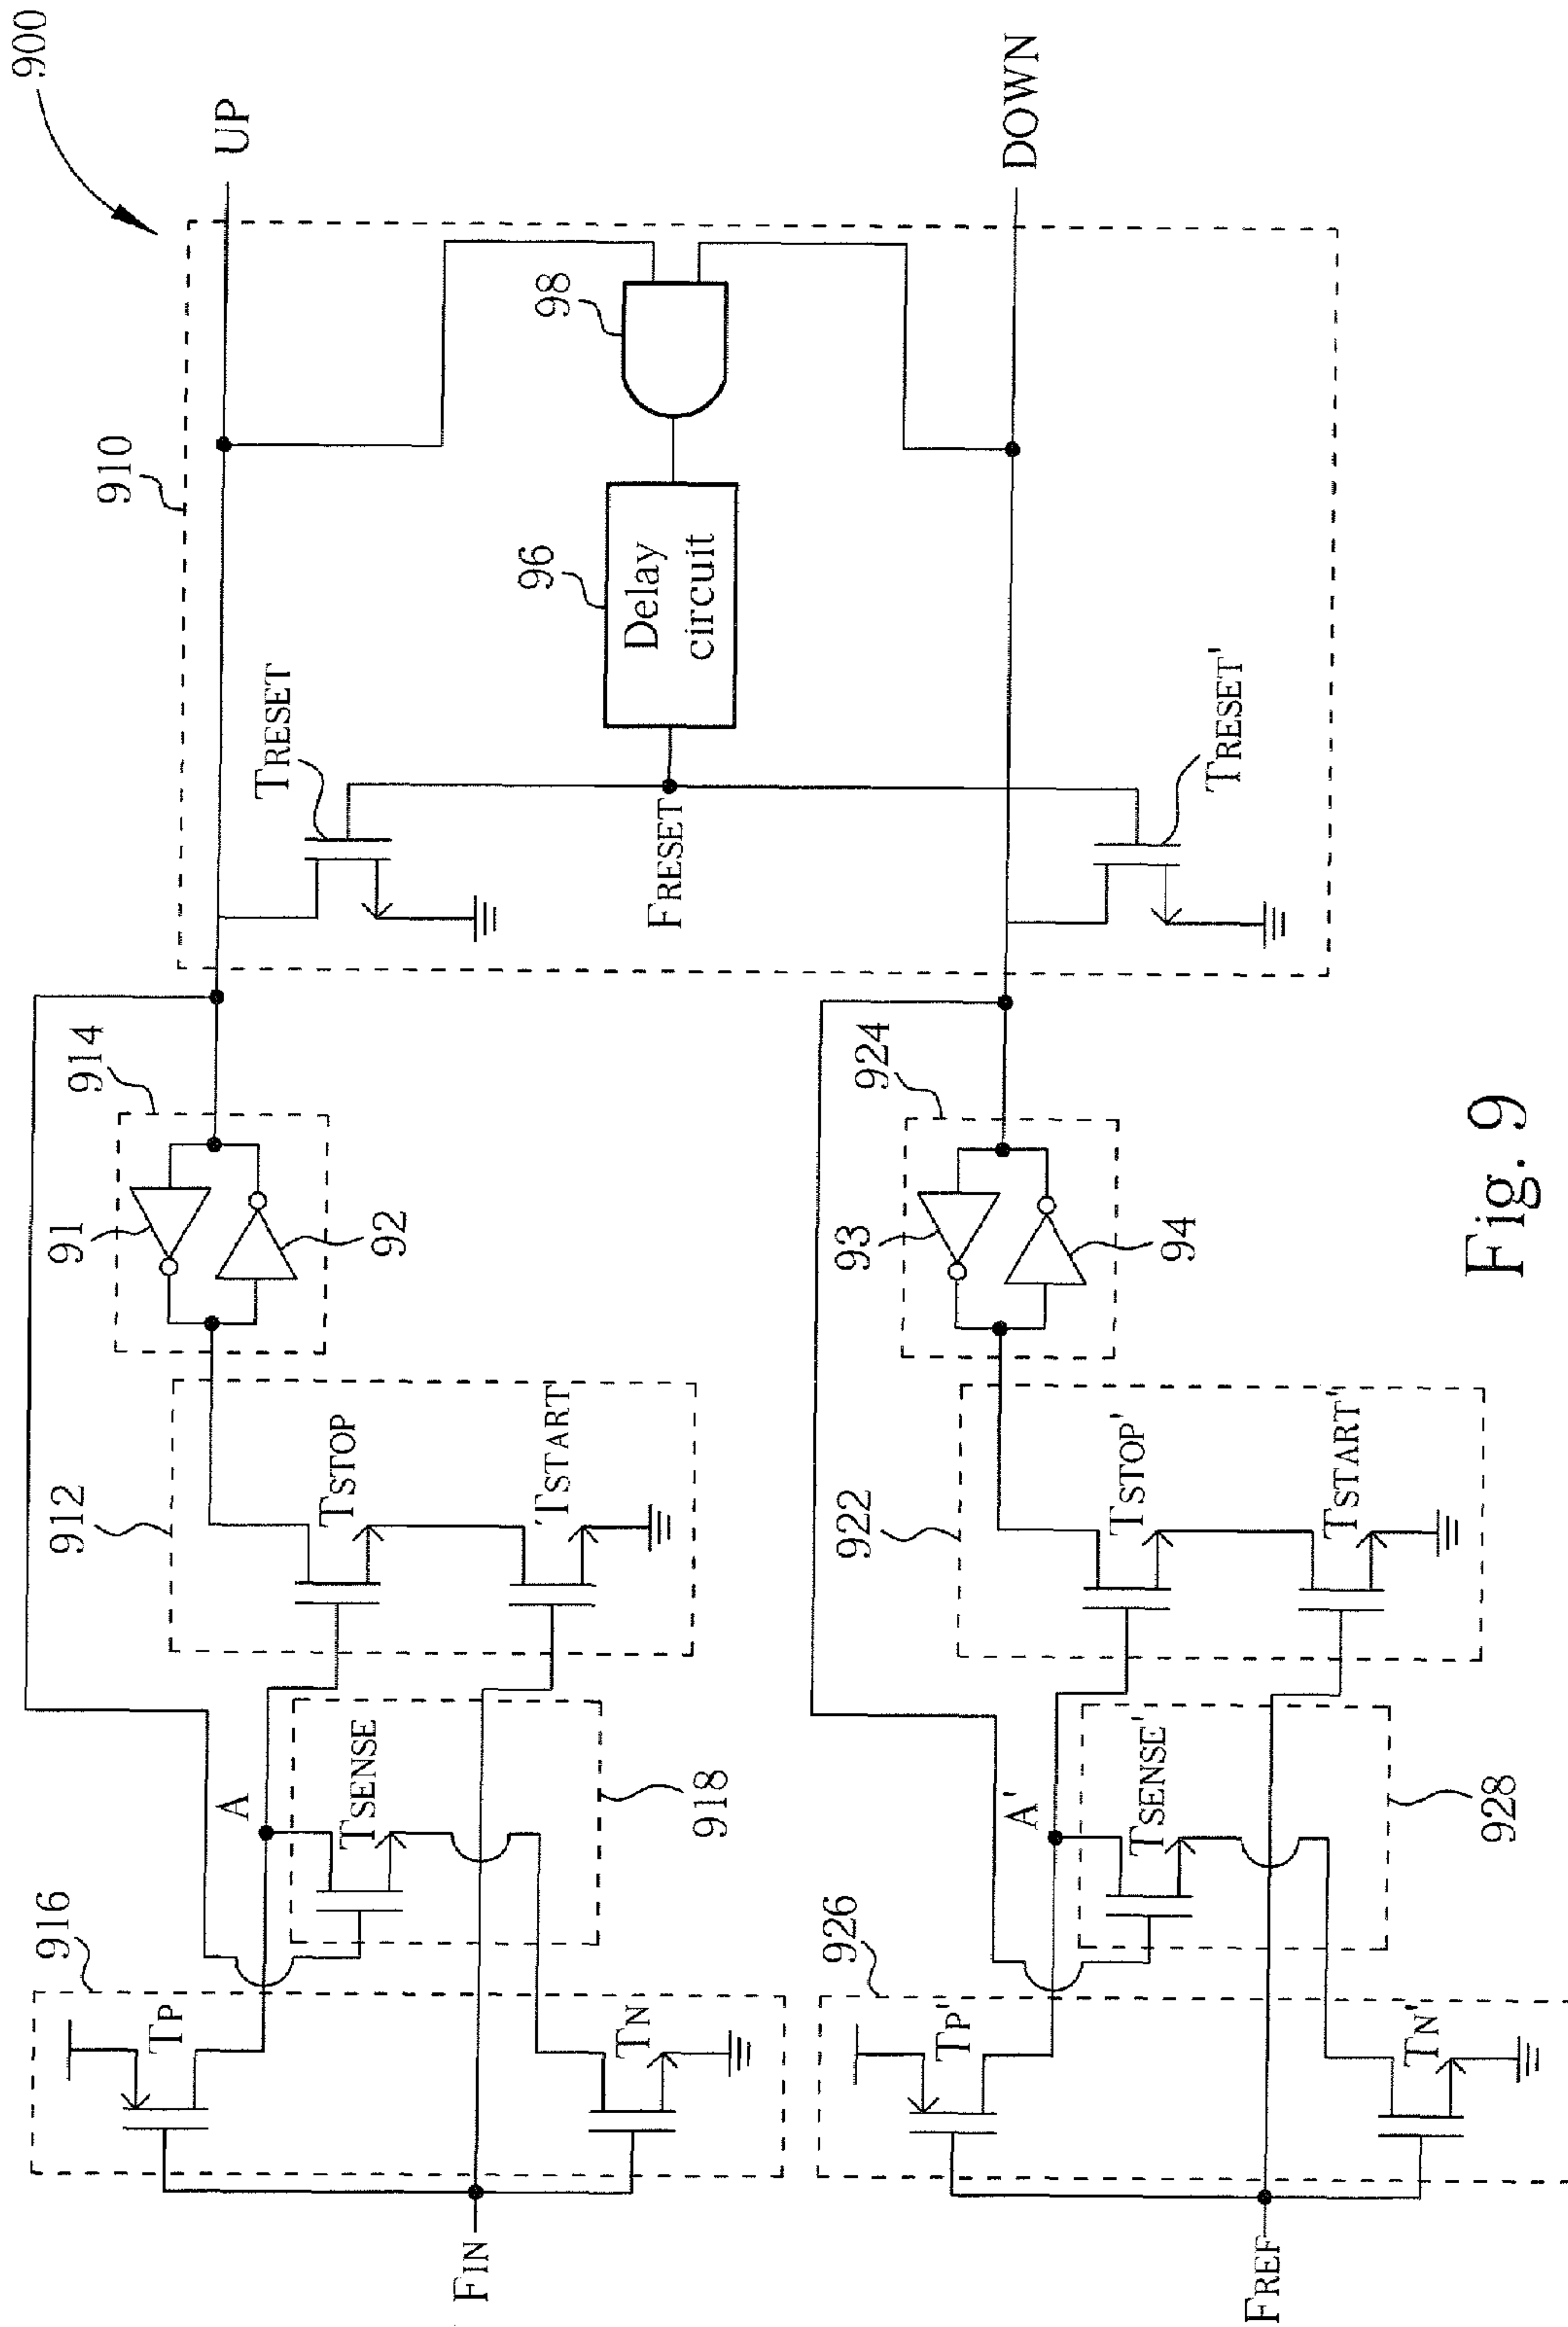 900
UP
910
98
96
Delay
circuit
TRESET
FRESET
TRESET'
DOWN
914
91
92
924
93
94
912
TSTOP
TSTART
922
TSTOP'
TSTART'
A
TSENSE
918
A'
TSENSE'
928
916
TP
TN
926
TP'
TN'
FIN
FREF
Fig. 9